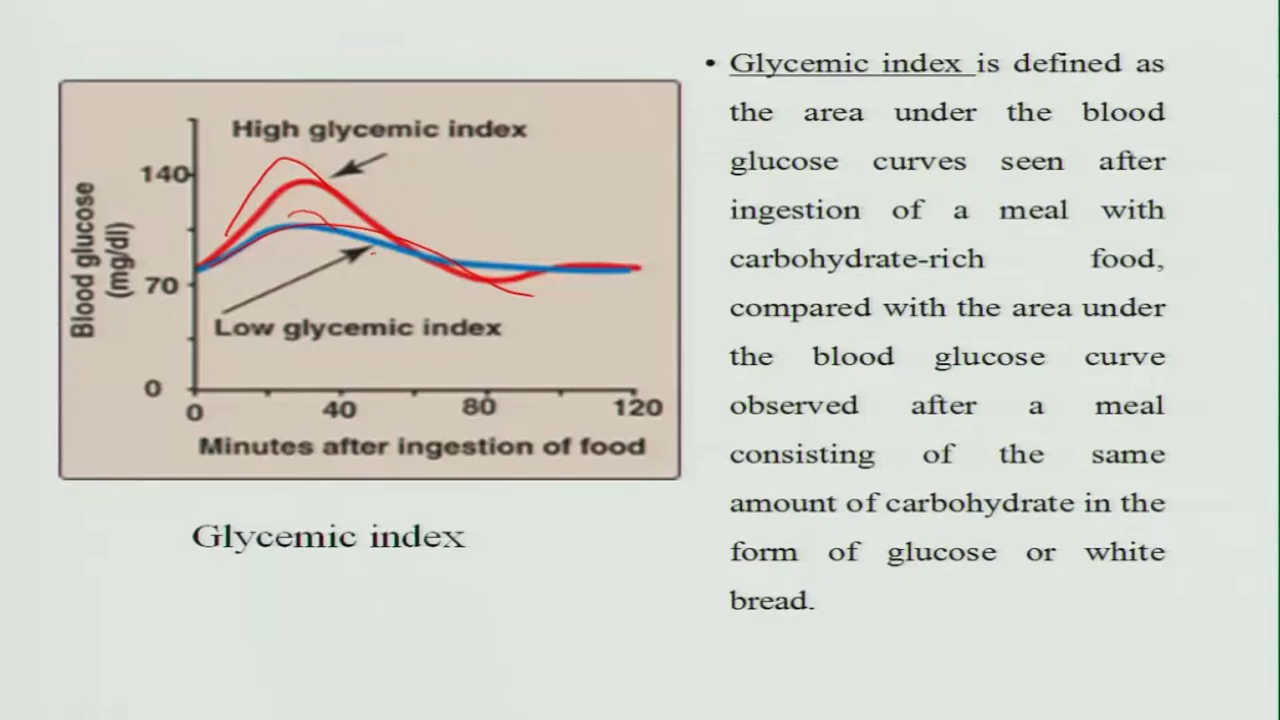 High glycemic index
140
Blood glucose
(mg/dl)
70
Low glycemic index
0
0 40 80 120
Minutes after ingestion of food
Glycemic index
• Glycemic index is defined as
the area under the blood
glucose curves seen after
ingestion of a meal with
carbohydrate-rich food,
compared with the area under
the blood glucose curve
observed after a meal
consisting of the same
amount of carbohydrate in the
form of glucose or white
bread.